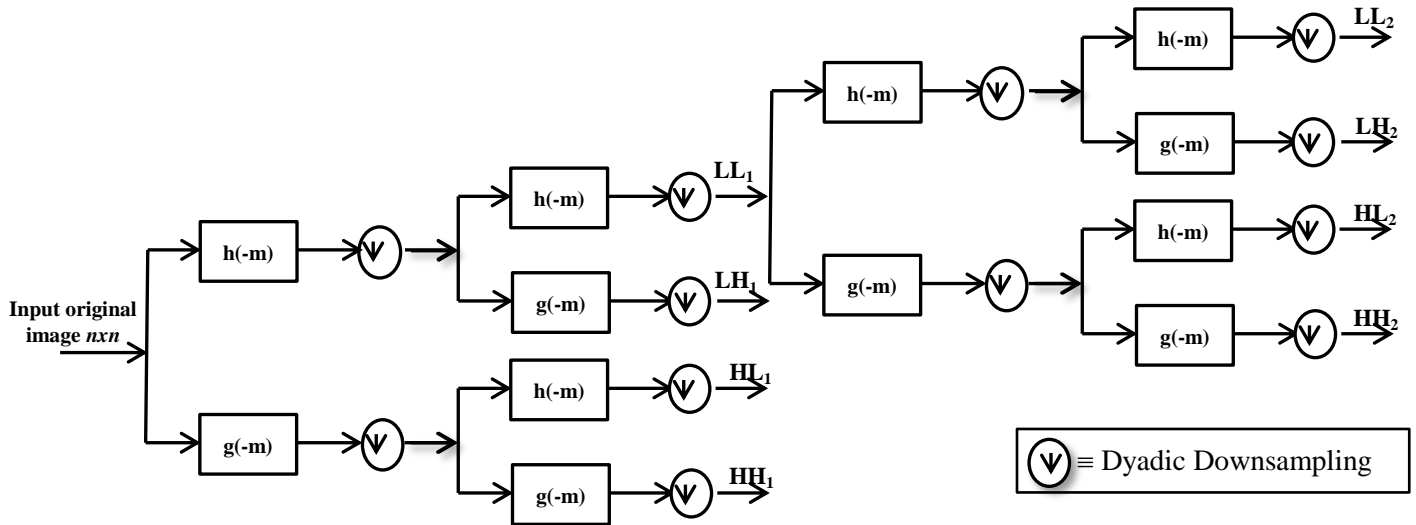 LL₂
h(-m)
h(-m)
LH₂
g(-m)
LL₁
h(-m)
HL₂
h(-m)
h(-m)
LH₁
g(-m)
g(-m)
Input original
image nxn
HH₂
g(-m)
HL₁
h(-m)
g(-m)
≡ Dyadic Downsampling
HH₁
g(-m)